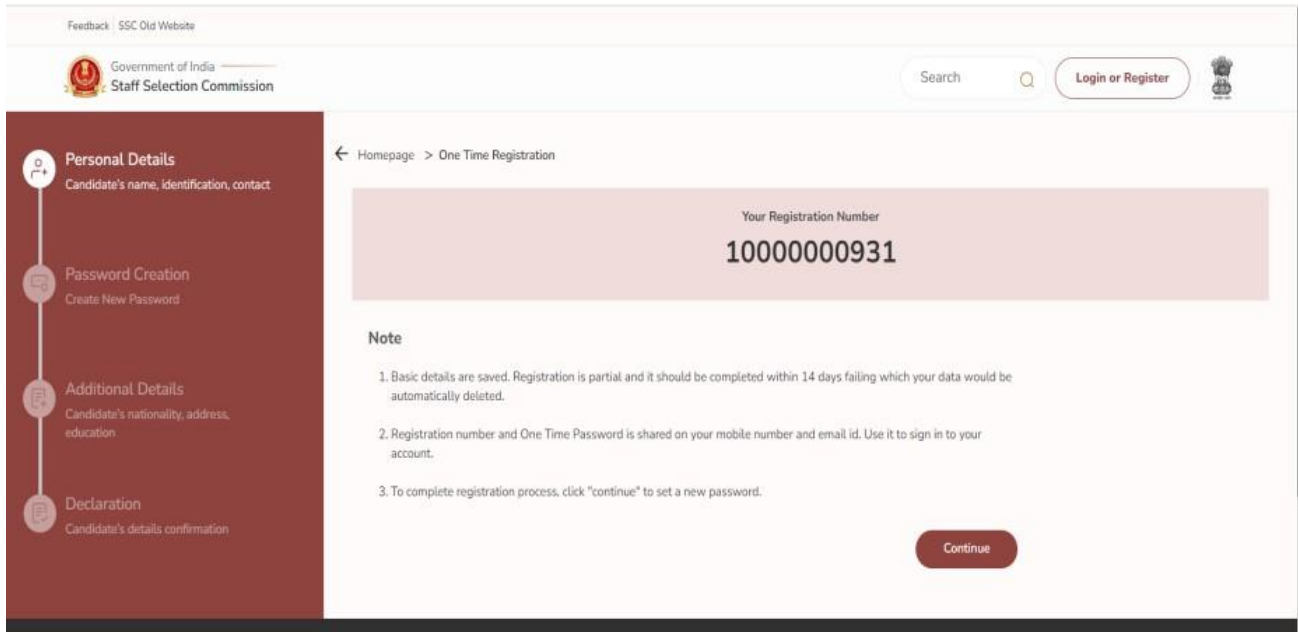 Feedback SSC Old Website
Government of India
Staff Selection Commission
Search
Login or Register
Personal Details
Candidate's name, identification, contact
Password Creation
Create New Password
Additional Details
Candidate's nationality, address,
education
Declaration
Candidate's details confirmation
Homepage > One Time Registration
Your Registration Number
10000000931
Note
1. Basic details are saved. Registration is partial and it should be completed within 14 days failing which your data would be
automatically deleted.
2. Registration number and One Time Password is shared on your mobile number and email id. Use it to sign in to your
account.
3. To complete registration process, click "continue" to set a new password.
Continue